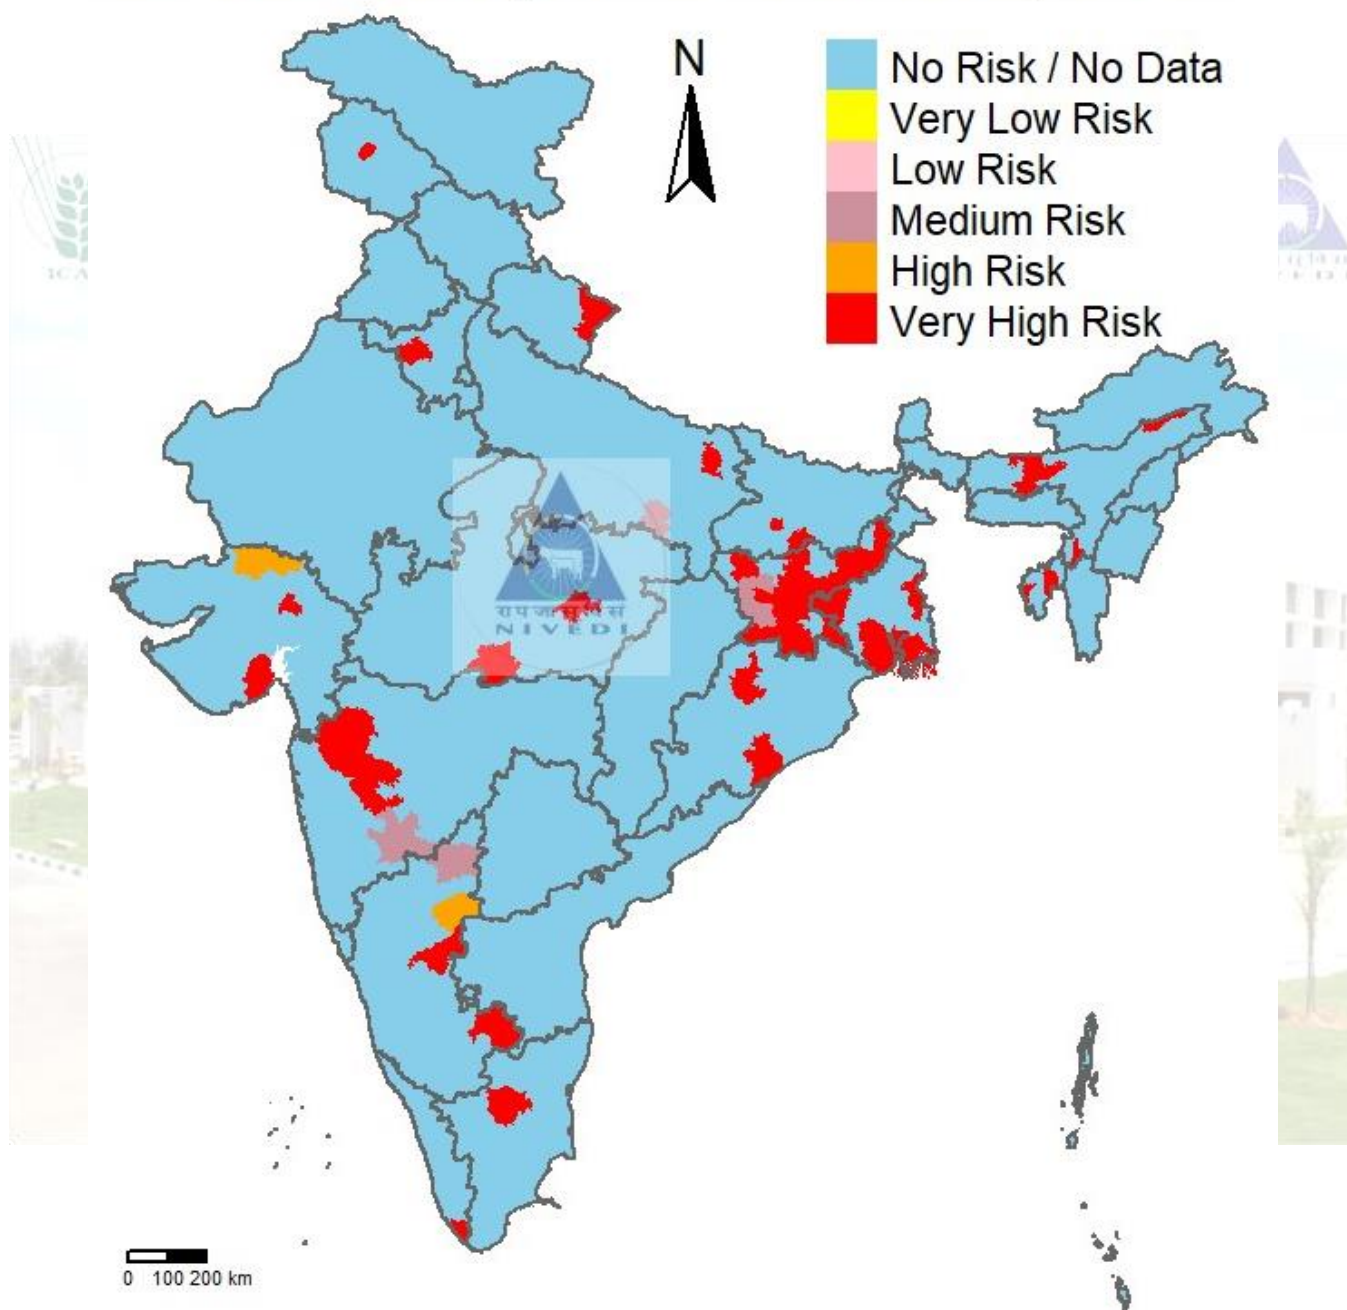 N
No Risk / No Data
Very Low Risk
Low Risk
Medium Risk
High Risk
Very High Risk
NIVEDI
0 100 200 km